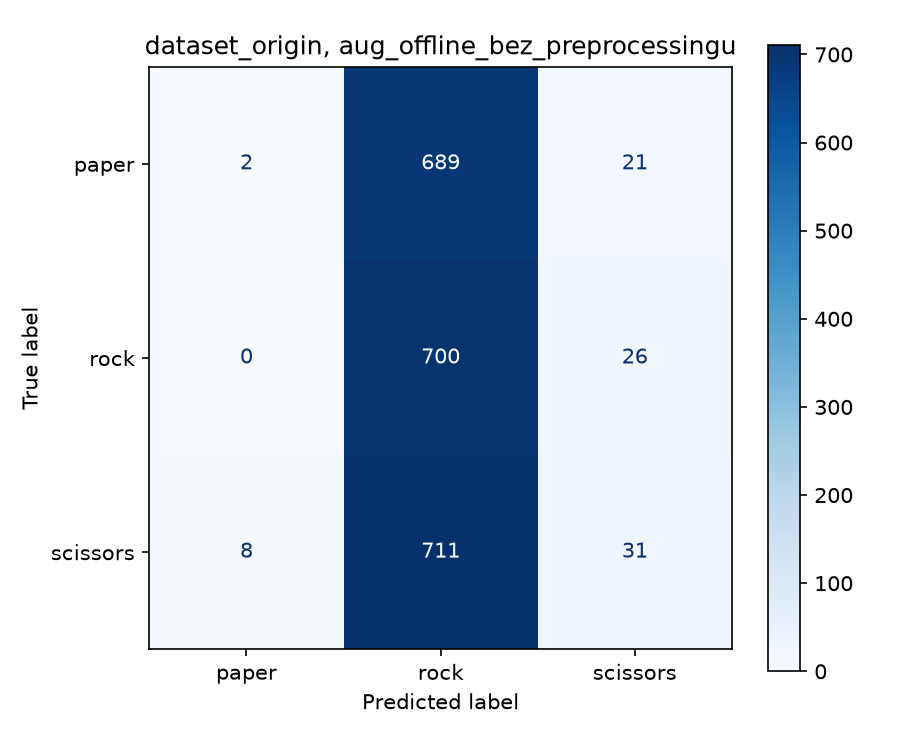 dataset_origin, aug_offline_bez_preprocessingu
True label
paper
2 689 21
rock
0 700 26
scissors
8 711 31
paper rock scissors
Predicted label
700
600
500
400
300
200
100
0